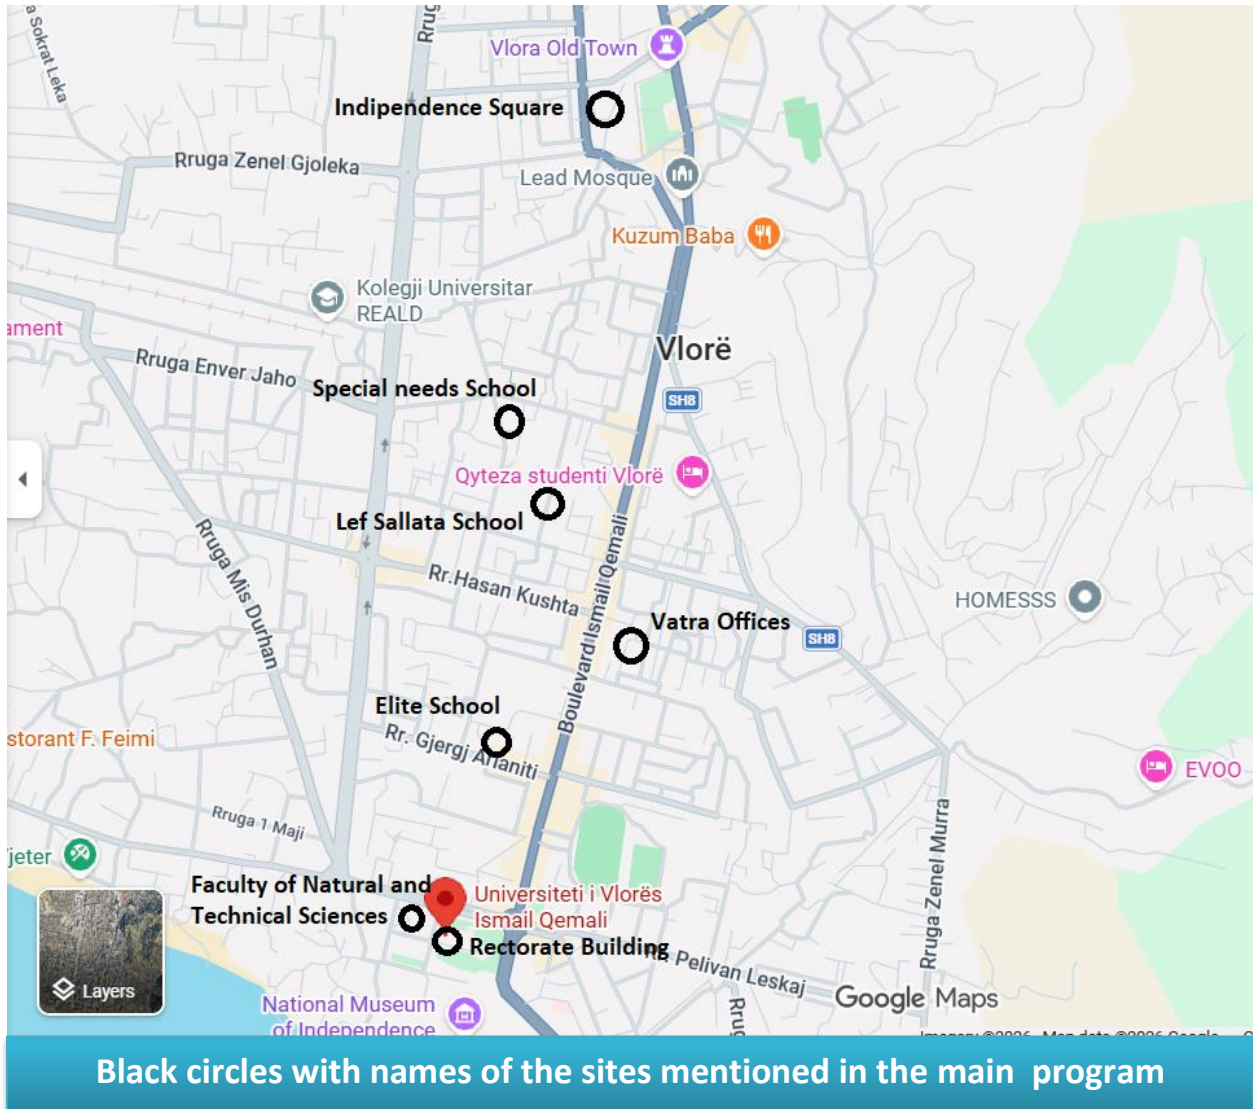 a Sokrat Leka
Vlora Old Town
Indipendence Square
Rruga Zenel Gjoleka
Lead Mosque
Kuzum Baba
Kolegji Universitar
REALD
ament
Rruga Enver Jaho
Vlorë
Special needs School
SH8
Qyteza studenti Vlorë
Lef Sallata School
Rruga Mis Durhan
Rr.Hasan Kushta
Boulevard Ismail Qemali
HOMESSS
Vatra Offices
SH8
Elite School
Rr. Gjergj Arianiti
storant F. Feimi
EVOO
Rruga 1 Maji
Rruga Zenel Murra
jeter
Faculty of Natural and
Technical Sciences
Universiteti i Vlorës
Ismail Qemali
Rectorate Building
Pelivan Leskaj
Layers
Google Maps
National Museum
of Independence
Black circles with names of the sites mentioned in the main program